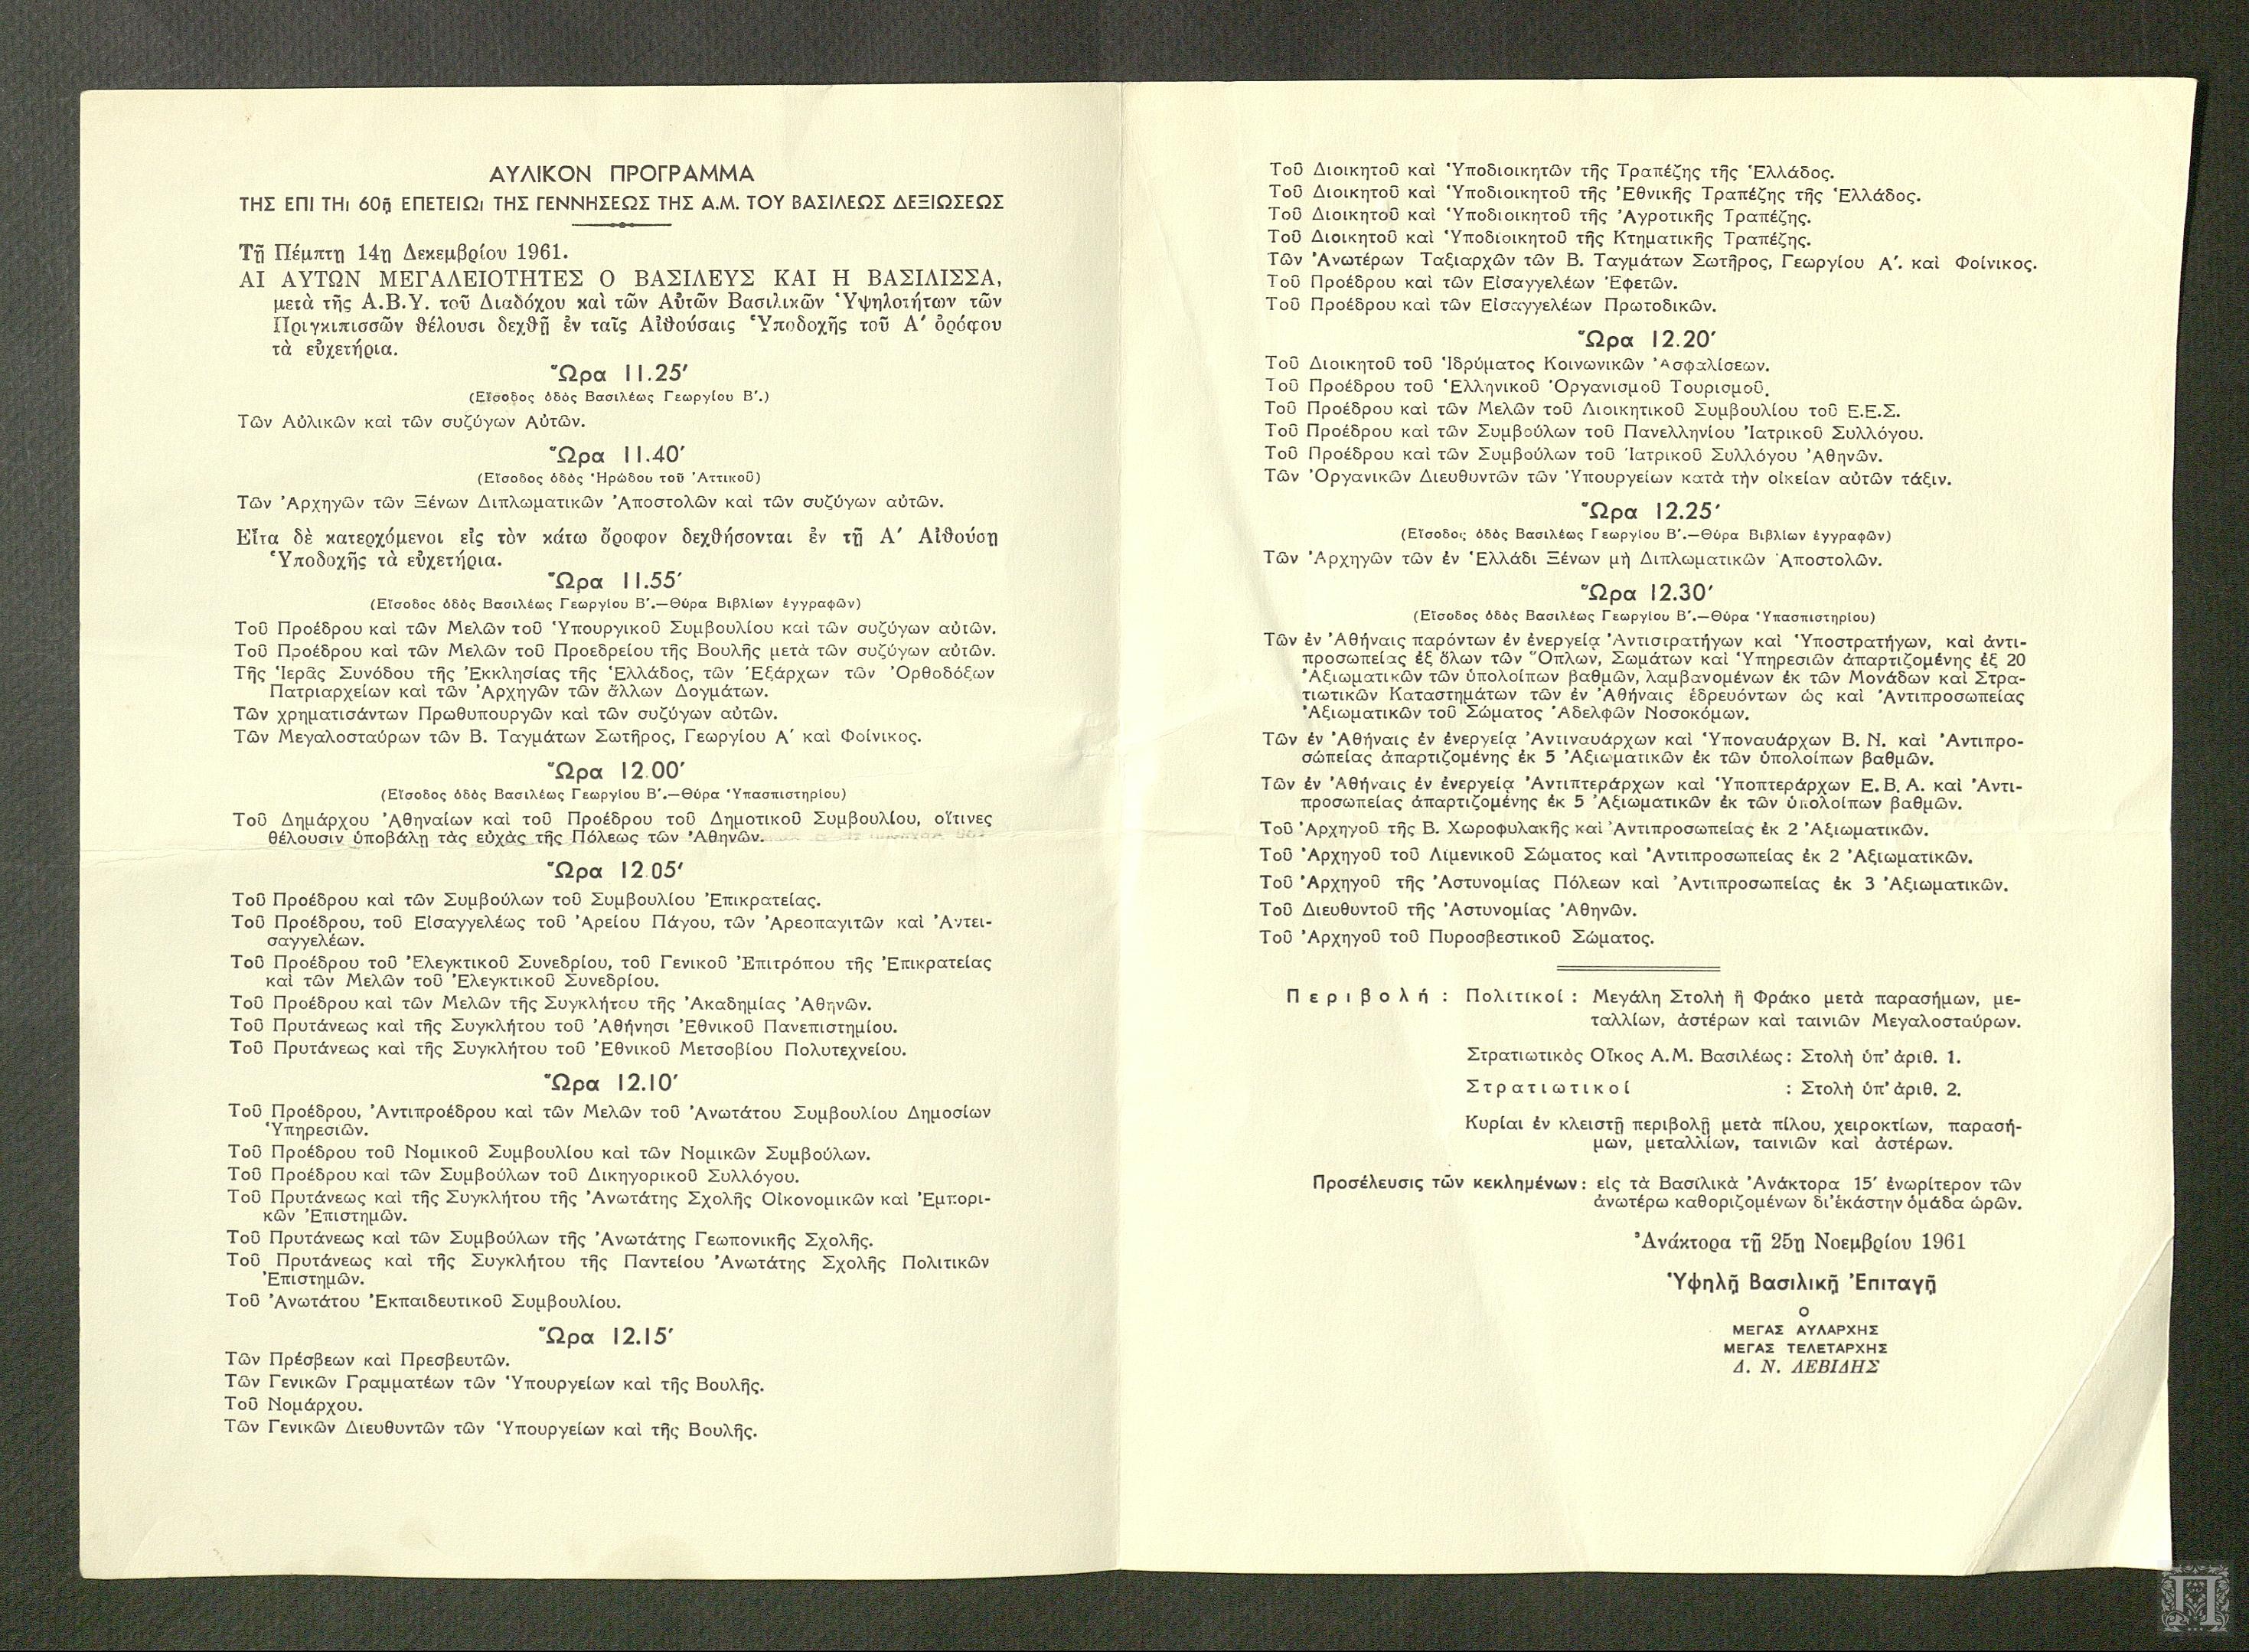 ΑΥΛΙΚΟΝ ΠΡΟΓΡΑΜΜΑ
ΤΗΣ ΕΠΙ ΤΗι 60ῇ ΕΠΕΤΕΙΩι ΤΗΣ ΓΕΝΝΗΣΕΩΣ ΤΗΣ Α.Μ. ΤΟΥ ΒΑΣΙΛΕΩΣ ΔΕΞΙΩΣΕΩΣ
Τῇ Πέμπτῃ 14ῃ Δεκεμβρίου 1961.
ΑΙ ΑΥΤΩΝ ΜΕΓΑΛΕΙΟΤΗΤΕΣ Ο ΒΑΣΙΛΕΥΣ ΚΑΙ Η ΒΑΣΙΛΙΣΣΑ,
μετὰ τῆς Α.Β.Υ. τοῦ Διαδόχου καὶ τῶν Αὐτῶν Βασιλικῶν Ὑψηλοτήτων τῶν
Πριγκιπισσῶν θέλουσι δεχθῇ ἐν ταῖς Αἰθούσαις Ὑποδοχῆς τοῦ Α′ ὀρόφου
τὰ εὐχετήρια.
Ὥρα 11.25′
(Εἴσοδος ὁδὸς Βασιλέως Γεωργίου Β′.)
Τῶν Αὐλικῶν καὶ τῶν συζύγων Αὐτῶν.
Ὥρα 11.40′
(Εἴσοδος ὁδὸς Ἡρώδου τοῦ Ἀττικοῦ)
Τῶν Ἀρχηγῶν τῶν Ξένων Διπλωματικῶν Ἀποστολῶν καὶ τῶν συζύγων αὐτῶν.
Εἶτα δὲ κατερχόμενοι εἰς τὸν κάτω ὄροφον δεχθήσονται ἐν τῇ Α′ Αἰθούσῃ
Ὑποδοχῆς τὰ εὐχετήρια.
Ὥρα 11.55′
(Εἴσοδος ὁδὸς Βασιλέως Γεωργίου Β′.—Θύρα Βιβλίων ἐγγραφῶν)
Τοῦ Προέδρου καὶ τῶν Μελῶν τοῦ Ὑπουργικοῦ Συμβουλίου καὶ τῶν συζύγων αὐτῶν.
Τοῦ Προέδρου καὶ τῶν Μελῶν τοῦ Προεδρείου τῆς Βουλῆς μετὰ τῶν συζύγων αὐτῶν.
Τῆς Ἱερᾶς Συνόδου τῆς Ἐκκλησίας τῆς Ἑλλάδος, τῶν Ἐξάρχων τῶν Ὀρθοδόξων
Πατριαρχείων καὶ τῶν Ἀρχηγῶν τῶν ἄλλων Δογμάτων.
Τῶν χρηματισάντων Πρωθυπουργῶν καὶ τῶν συζύγων αὐτῶν.
Τῶν Μεγαλοσταύρων τῶν Β. Ταγμάτων Σωτῆρος, Γεωργίου Α′ καὶ Φοίνικος.
Ὥρα 12.00′
(Εἴσοδος ὁδὸς Βασιλέως Γεωργίου Β′.—Θύρα Ὑπασπιστηρίου)
Τοῦ Δημάρχου Ἀθηναίων καὶ τοῦ Προέδρου τοῦ Δημοτικοῦ Συμβουλίου, οἵτινες
θέλουσιν ὑποβάλῃ τὰς εὐχὰς τῆς Πόλεως τῶν Ἀθηνῶν.
Ὥρα 12.05′
Τοῦ Προέδρου καὶ τῶν Συμβούλων τοῦ Συμβουλίου Ἐπικρατείας.
Τοῦ Προέδρου, τοῦ Εἰσαγγελέως τοῦ Ἀρείου Πάγου, τῶν Ἀρεοπαγιτῶν καὶ Ἀντει-
σαγγελέων.
Τοῦ Προέδρου τοῦ Ἐλεγκτικοῦ Συνεδρίου, τοῦ Γενικοῦ Ἐπιτρόπου τῆς Ἐπικρατείας
καὶ τῶν Μελῶν τοῦ Ἐλεγκτικοῦ Συνεδρίου.
Τοῦ Προέδρου καὶ τῶν Μελῶν τῆς Συγκλήτου τῆς Ἀκαδημίας Ἀθηνῶν.
Τοῦ Πρυτάνεως καὶ τῆς Συγκλήτου τοῦ Ἀθήνησι Ἐθνικοῦ Πανεπιστημίου.
Τοῦ Πρυτάνεως καὶ τῆς Συγκλήτου τοῦ Ἐθνικοῦ Μετσοβίου Πολυτεχνείου.
Ὥρα 12.10′
Τοῦ Προέδρου, Ἀντιπροέδρου καὶ τῶν Μελῶν τοῦ Ἀνωτάτου Συμβουλίου Δημοσίων
Ὑπηρεσιῶν.
Τοῦ Προέδρου τοῦ Νομικοῦ Συμβουλίου καὶ τῶν Νομικῶν Συμβούλων.
Τοῦ Προέδρου καὶ τῶν Συμβούλων τοῦ Δικηγορικοῦ Συλλόγου.
Τοῦ Πρυτάνεως καὶ τῆς Συγκλήτου τῆς Ἀνωτάτης Σχολῆς Οἰκονομικῶν καὶ Ἐμπορι-
κῶν Ἐπιστημῶν.
Τοῦ Πρυτάνεως καὶ τῶν Συμβούλων τῆς Ἀνωτάτης Γεωπονικῆς Σχολῆς.
Τοῦ Πρυτάνεως καὶ τῆς Συγκλήτου τῆς Παντείου Ἀνωτάτης Σχολῆς Πολιτικῶν
Ἐπιστημῶν.
Τοῦ Ἀνωτάτου Ἐκπαιδευτικοῦ Συμβουλίου.
Ὥρα 12.15′
Τῶν Πρέσβεων καὶ Πρεσβευτῶν.
Τῶν Γενικῶν Γραμματέων τῶν Ὑπουργείων καὶ τῆς Βουλῆς.
Τοῦ Νομάρχου.
Τῶν Γενικῶν Διευθυντῶν τῶν Ὑπουργείων καὶ τῆς Βουλῆς.
Τοῦ Διοικητοῦ καὶ Ὑποδιοικητῶν τῆς Τραπέζης τῆς Ἑλλάδος.
Τοῦ Διοικητοῦ καὶ Ὑποδιοικητοῦ τῆς Ἐθνικῆς Τραπέζης τῆς Ἑλλάδος.
Τοῦ Διοικητοῦ καὶ Ὑποδιοικητοῦ τῆς Ἀγροτικῆς Τραπέζης.
Τοῦ Διοικητοῦ καὶ Ὑποδιοικητοῦ τῆς Κτηματικῆς Τραπέζης.
Τῶν Ἀνωτέρων Ταξιαρχῶν τῶν Β. Ταγμάτων Σωτῆρος, Γεωργίου Α′. καὶ Φοίνικος.
Τοῦ Προέδρου καὶ τῶν Εἰσαγγελέων Ἐφετῶν.
Τοῦ Προέδρου καὶ τῶν Εἰσαγγελέων Πρωτοδικῶν.
Ὥρα 12.20′
Τοῦ Διοικητοῦ τοῦ Ἱδρύματος Κοινωνικῶν Ἀσφαλίσεων.
Τοῦ Προέδρου τοῦ Ἑλληνικοῦ Ὀργανισμοῦ Τουρισμοῦ.
Τοῦ Προέδρου καὶ τῶν Μελῶν τοῦ Διοικητικοῦ Συμβουλίου τοῦ Ε.Ε.Σ.
Τοῦ Προέδρου καὶ τῶν Συμβούλων τοῦ Πανελληνίου Ἰατρικοῦ Συλλόγου.
Τοῦ Προέδρου καὶ τῶν Συμβούλων τοῦ Ἰατρικοῦ Συλλόγου Ἀθηνῶν.
Τῶν Ὀργανικῶν Διευθυντῶν τῶν Ὑπουργείων κατὰ τὴν οἰκείαν αὐτῶν τάξιν.
Ὥρα 12.25′
(Εἴσοδος ὁδὸς Βασιλέως Γεωργίου Β′.—Θύρα Βιβλίων ἐγγραφῶν)
Τῶν Ἀρχηγῶν τῶν ἐν Ἑλλάδι Ξένων μὴ Διπλωματικῶν Ἀποστολῶν.
Ὥρα 12.30′
(Εἴσοδος ὁδὸς Βασιλέως Γεωργίου Β′.—Θύρα Ὑπασπιστηρίου)
Τῶν ἐν Ἀθήναις παρόντων ἐν ἐνεργείᾳ Ἀντιστρατήγων καὶ Ὑποστρατήγων, καὶ ἀντι-
προσωπείας ἐξ ὅλων τῶν Ὅπλων, Σωμάτων καὶ Ὑπηρεσιῶν ἀπαρτιζομένης ἐξ 20
Ἀξιωματικῶν τῶν ὑπολοίπων βαθμῶν, λαμβανομένων ἐκ τῶν Μονάδων καὶ Στρα-
τιωτικῶν Καταστημάτων τῶν ἐν Ἀθήναις ἑδρευόντων ὡς καὶ Ἀντιπροσωπείας
Ἀξιωματικῶν τοῦ Σώματος Ἀδελφῶν Νοσοκόμων.
Τῶν ἐν Ἀθήναις ἐν ἐνεργείᾳ Ἀντιναυάρχων καὶ Ὑποναυάρχων Β. Ν. καὶ Ἀντιπρο-
σώπείας ἀπαρτιζομένης ἐκ 5 Ἀξιωματικῶν ἐκ τῶν ὑπολοίπων βαθμῶν.
Τῶν ἐν Ἀθήναις ἐν ἐνεργείᾳ Ἀντιπτεράρχων καὶ Ὑποπτεράρχων Ε.Β.Α. καὶ Ἀντι-
προσωπείας ἀπαρτιζομένης ἐκ 5 Ἀξιωματικῶν ἐκ τῶν ὑπολοίπων βαθμῶν.
Τοῦ Ἀρχηγοῦ τῆς Β. Χωροφυλακῆς καὶ Ἀντιπροσωπείας ἐκ 2 Ἀξιωματικῶν.
Τοῦ Ἀρχηγοῦ τοῦ Λιμενικοῦ Σώματος καὶ Ἀντιπροσωπείας ἐκ 2 Ἀξιωματικῶν.
Τοῦ Ἀρχηγοῦ τῆς Ἀστυνομίας Πόλεων καὶ Ἀντιπροσωπείας ἐκ 3 Ἀξιωματικῶν.
Τοῦ Διευθυντοῦ τῆς Ἀστυνομίας Ἀθηνῶν.
Τοῦ Ἀρχηγοῦ τοῦ Πυροσβεστικοῦ Σώματος.
Περιβολή : Πολιτικοί : Μεγάλη Στολὴ ἢ Φράκο μετὰ παρασήμων, με-
ταλλίων, ἀστέρων καὶ ταινιῶν Μεγαλοσταύρων.
Στρατιωτικὸς Οἶκος Α.Μ. Βασιλέως : Στολὴ ὑπ' ἀριθ. 1.
Στρατιωτικοί : Στολὴ ὑπ' ἀριθ. 2.
Κυρίαι ἐν κλειστῇ περιβολῇ μετὰ πίλου, χειροκτίων, παρασή-
μων, μεταλλίων, ταινιῶν καὶ ἀστέρων.
Προσέλευσις τῶν κεκλημένων : εἰς τὰ Βασιλικὰ Ἀνάκτορα 15′ ἐνωρίτερον τῶν
ἀνωτέρω καθοριζομένων δι' ἑκάστην ὁμάδα ὡρῶν.
Ἀνάκτορα τῇ 25ῃ Νοεμβρίου 1961
Ὑψηλῇ Βασιλικῇ Ἐπιταγῇ
Ο
ΜΕΓΑΣ ΑΥΛΑΡΧΗΣ
ΜΕΓΑΣ ΤΕΛΕΤΑΡΧΗΣ
Δ. Ν. ΛΕΒΙΔΗΣ
Π